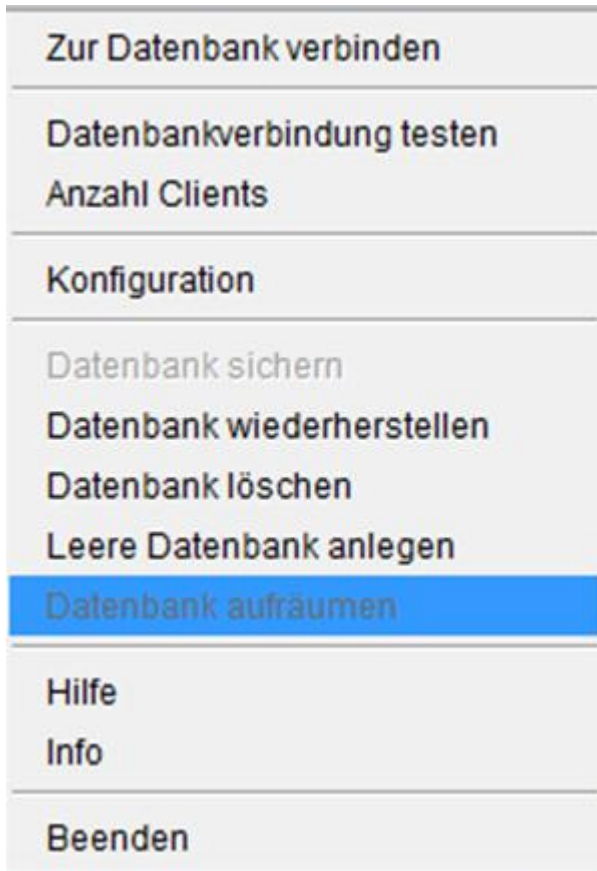 Zur Datenbank verbinden
Datenbankverbindung testen
Anzahl Clients
Konfiguration
Datenbank sichern
Datenbank wiederherstellen
Datenbank löschen
Leere Datenbank anlegen
Datenbank aufräumen
Hilfe
Info
Beenden